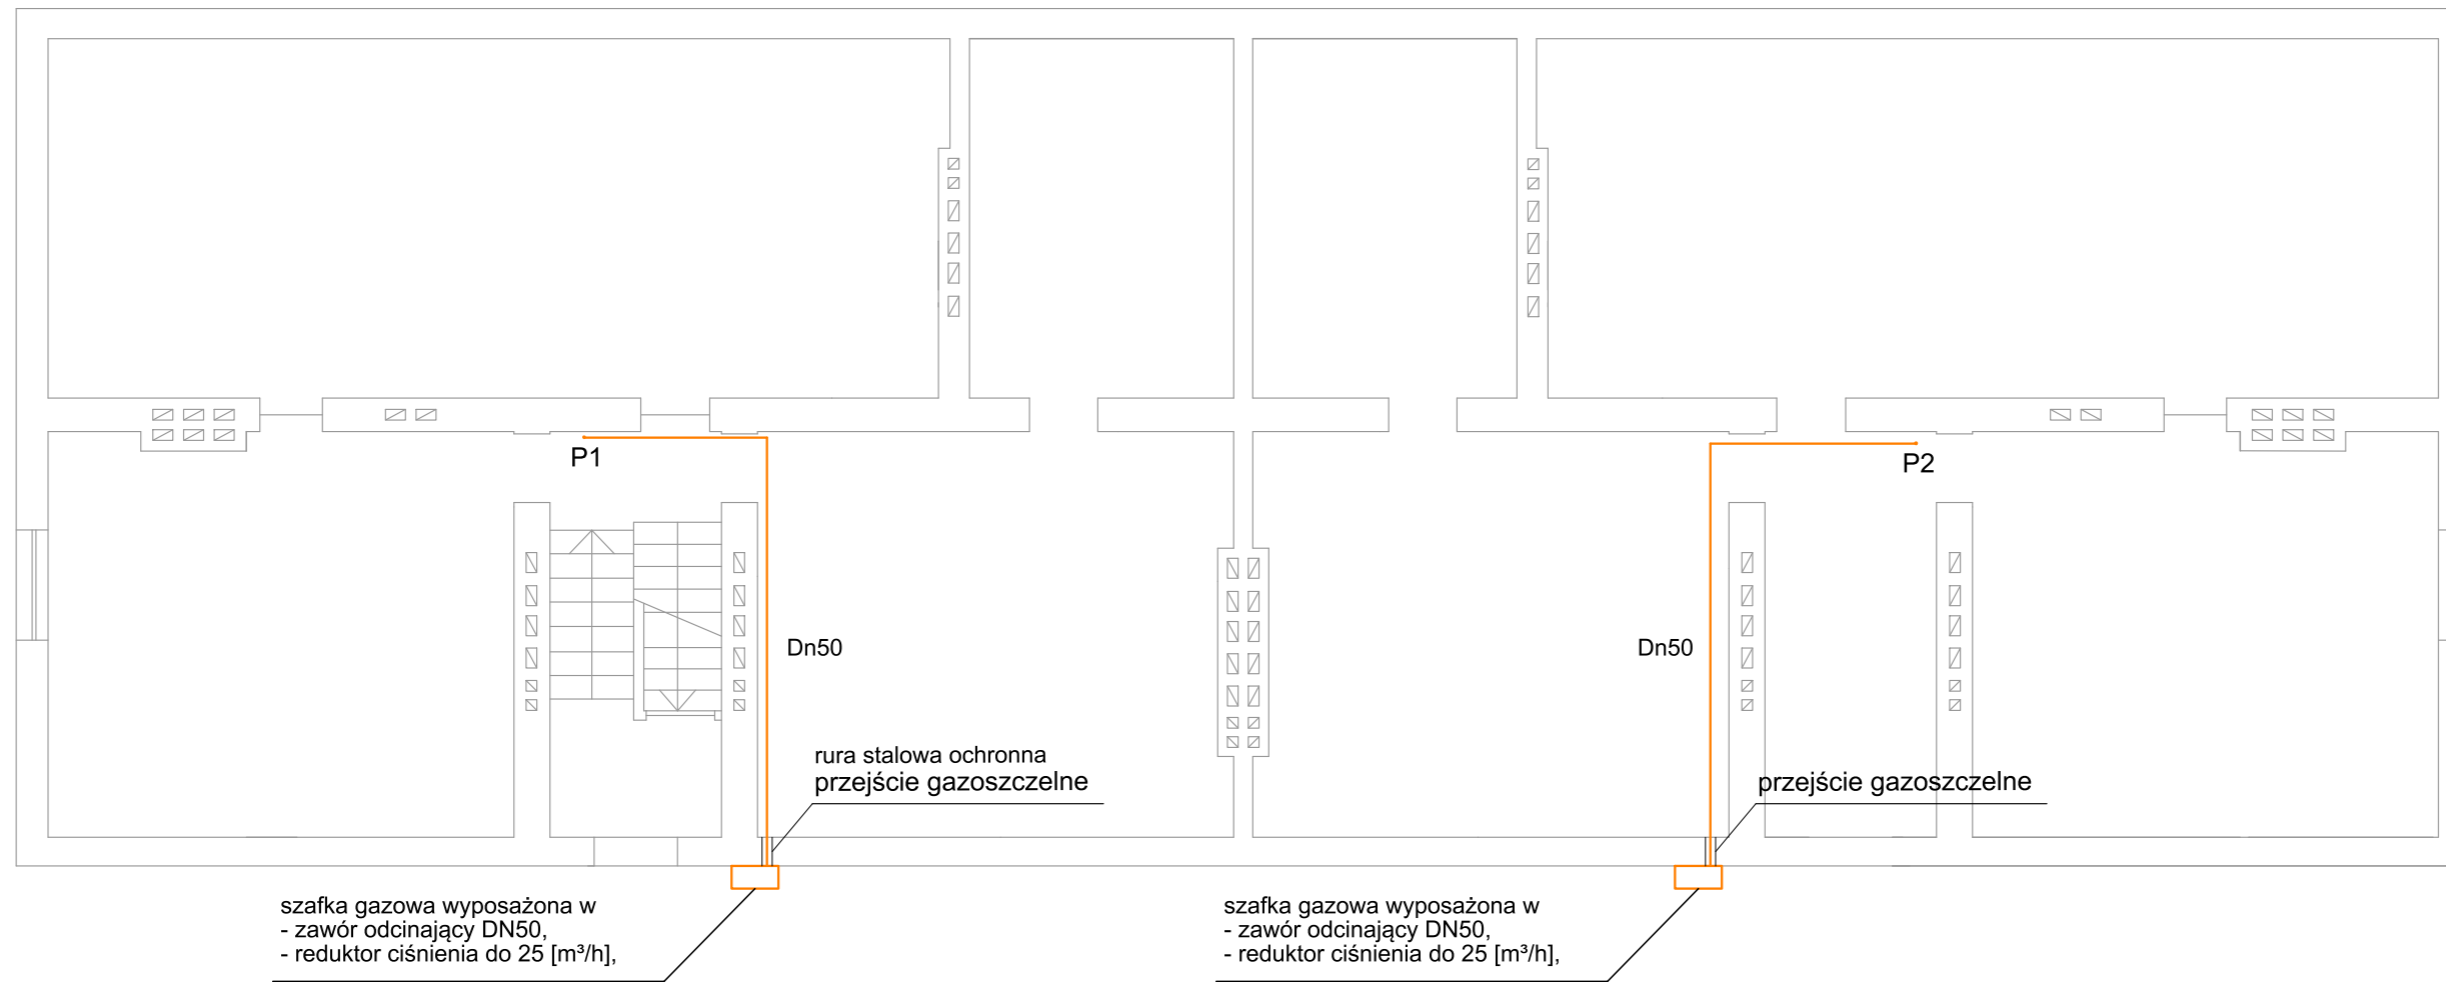 P1
P2
Dn50
Dn50
rura stalowa ochronna
przejście gazoszczelne
przejście gazoszczelne
szafka gazowa wyposażona w
- zawór odcinający DN50,
- reduktor ciśnienia do 25 [m³/h],
szafka gazowa wyposażona w
- zawór odcinający DN50,
- reduktor ciśnienia do 25 [m³/h],